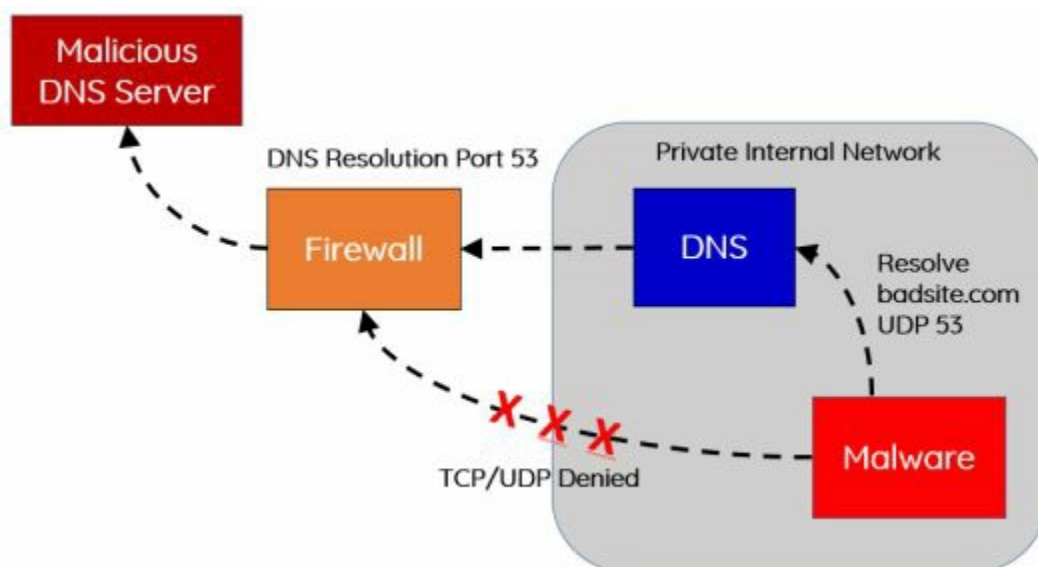 Malicious
DNS Server
DNS Resolution Port 53
Private Internal Network
Firewall
DNS
Resolve
badsite.com
UDP 53
X X X
TCP/UDP Denied
Malware